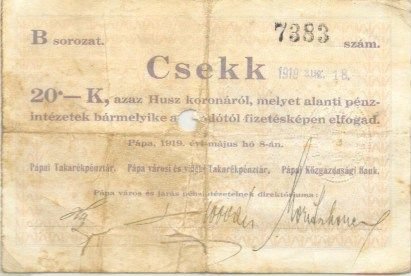 B sorozat. 7383 szám.
Csekk 1919 AUG. 18.
20·— K, azaz Husz koronáról, melyet alanti pénz-
intézetek bármelyike a adótól fizetésképen elfogad.
Pápa, 1919. évi május hó 8-án.
Pápai Takarékpénztár, Pápa városi és vidéki Takarékpénztár, Pápai Közgazdasági Bank.
Pápa város és járás pénzintézeteinek direktóriuma: